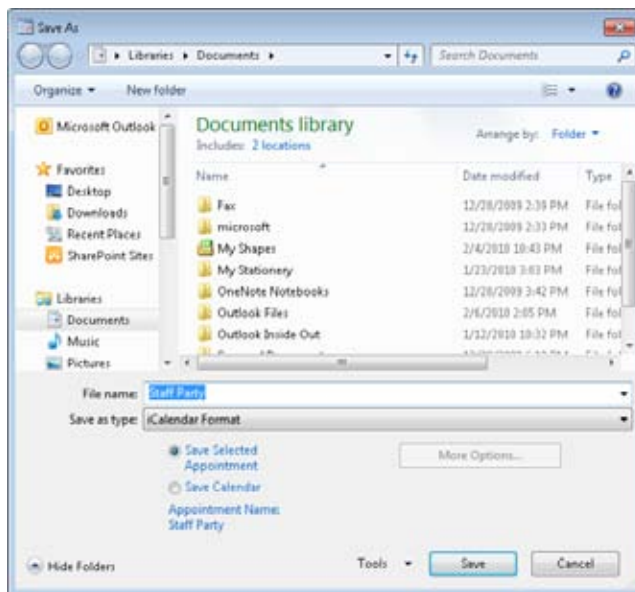 Save As
Libraries Documents
Search Documents
Organize New folder
Microsoft Outlook
Favorites
Desktop
Downloads
Recent Places
SharePoint Sites
Libraries
Documents
Music
Pictures
Documents library
Includes: 2 locations
Arrange by: Folder
Name Date modified Type
Fax 12/28/2009 2:39 PM File fol
microsoft 12/28/2009 2:33 PM File fol
My Shapes 2/4/2010 10:43 PM File fol
My Stationery 1/23/2010 3:03 PM File fol
OneNote Notebooks 12/28/2009 3:42 PM File fol
Outlook Files 2/6/2010 2:05 PM File fol
Outlook Inside Out 1/12/2010 10:32 PM File fol
File name: Staff Party
Save as type: iCalendar Format
Save Selected
Appointment
More Options...
Save Calendar
Appointment Name:
Staff Party
Hide Folders
Tools Save Cancel